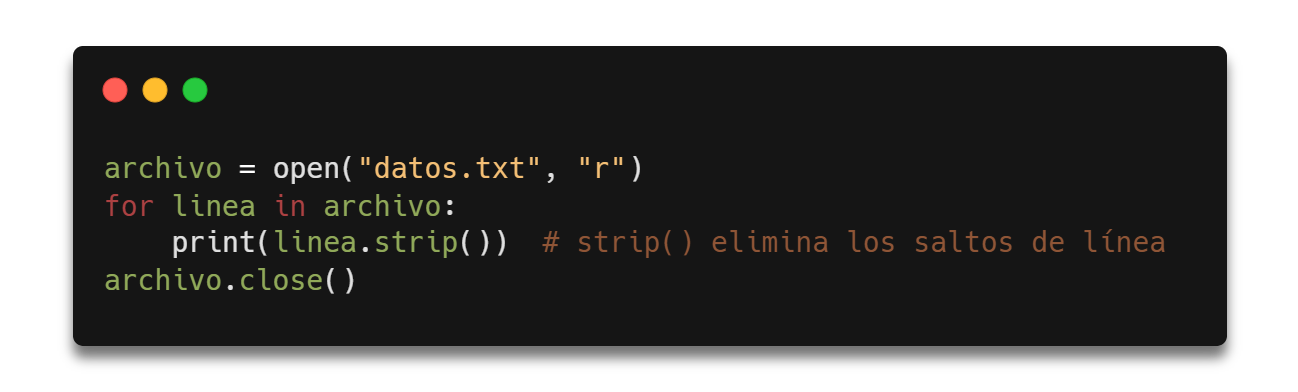 archivo = open("datos.txt", "r")
for linea in archivo:
    print(linea.strip())  # strip() elimina los saltos de línea
archivo.close()